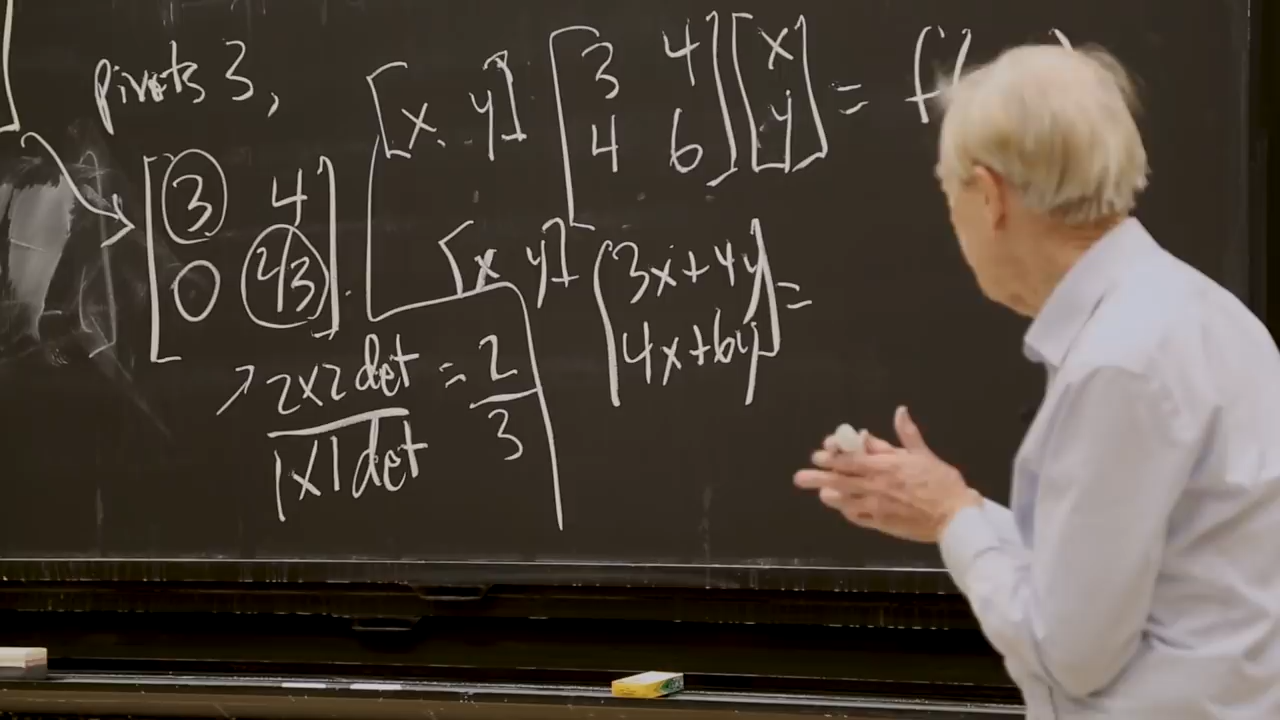 pivots 3,
[3 4]
[0 2/3]
2x2 det / 1x1 det = 2/3
[x y] [3 4] [x] = f(
[4 6] [y]
[x y] [3x+4y] =
[4x+6y]